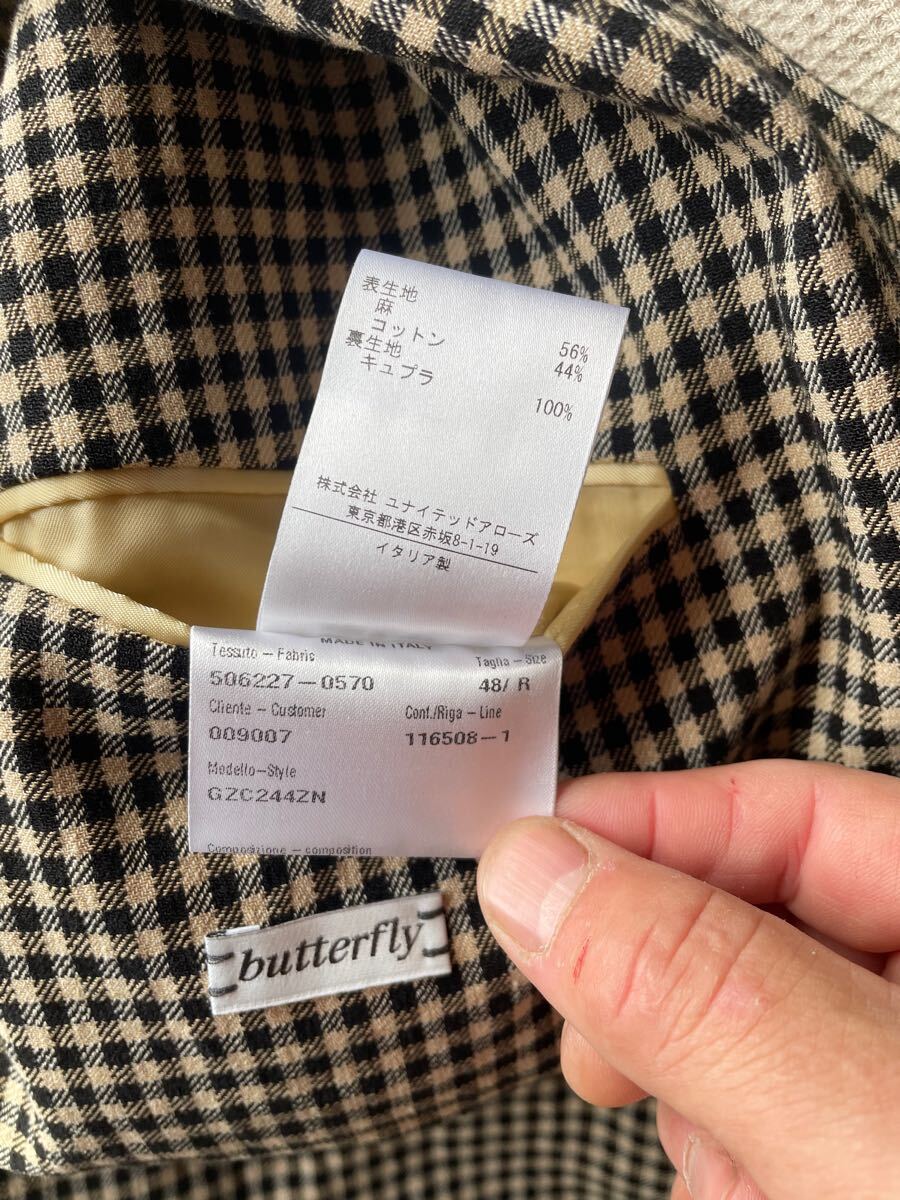 表生地
麻 56%
コットン 44%
裏生地
キュプラ 100%
株式会社 ユナイテッドアローズ
東京都港区赤坂8-1-19
イタリア製
MADE IN ITALY
Tessuto – Fabric Taglia – Size
506227-0570 48/ R
Cliente – Customer Conf./Riga – Line
009007 116508-1
Modello-Style
GZC244ZN
Composizione – composition
butterfly